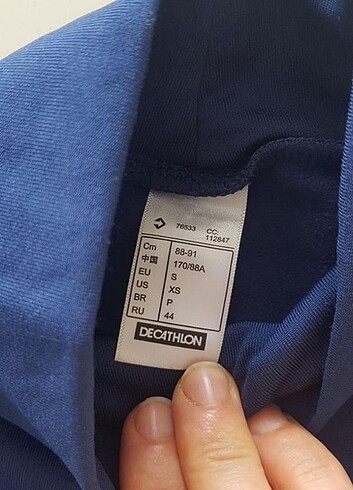 76533 CC: 112847
Cm 88-91
中国 170/88A
EU S
US XS
BR P
RU 44
DECATHLON